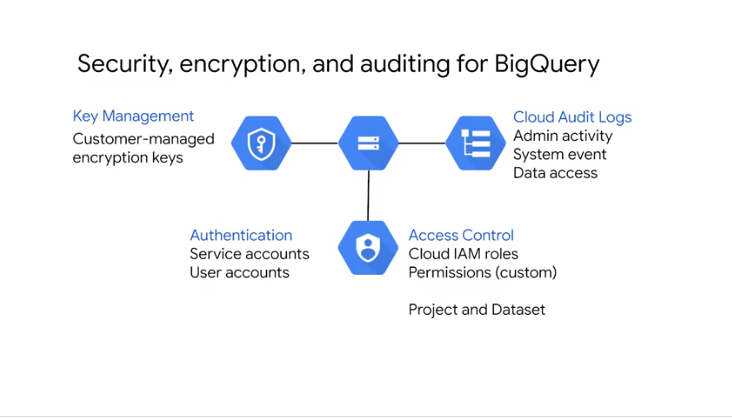 Security, encryption, and auditing for BigQuery
Key Management
Customer-managed
encryption keys
Cloud Audit Logs
Admin activity
System event
Data access
Authentication
Service accounts
User accounts
Access Control
Cloud IAM roles
Permissions (custom)
Project and Dataset